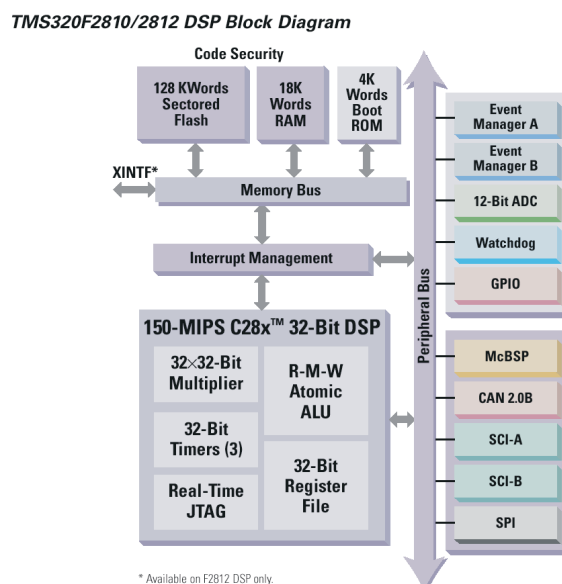 TMS320F2810/2812 DSP Block Diagram
Code Security
128 KWords
Sectored
Flash
18K
Words
RAM
4K
Words
Boot
ROM
XINTF*
Memory Bus
Interrupt Management
150-MIPS C28x™ 32-Bit DSP
32×32-Bit
Multiplier
R-M-W
Atomic
ALU
32-Bit
Timers (3)
32-Bit
Register
File
Real-Time
JTAG
Peripheral Bus
Event
Manager A
Event
Manager B
12-Bit ADC
Watchdog
GPIO
McBSP
CAN 2.0B
SCI-A
SCI-B
SPI
* Available on F2812 DSP only.